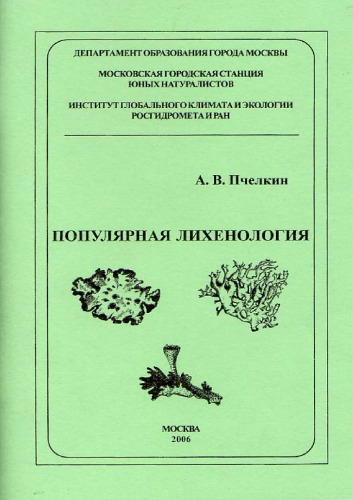 ДЕПАРТАМЕНТ ОБРАЗОВАНИЯ ГОРОДА МОСКВЫ
МОСКОВСКАЯ ГОРОДСКАЯ СТАНЦИЯ
ЮНЫХ НАТУРАЛИСТОВ
ИНСТИТУТ ГЛОБАЛЬНОГО КЛИМАТА И ЭКОЛОГИИ
РОСГИДРОМЕТА И РАН
А. В. Пчелкин
ПОПУЛЯРНАЯ ЛИХЕНОЛОГИЯ
МОСКВА
2006